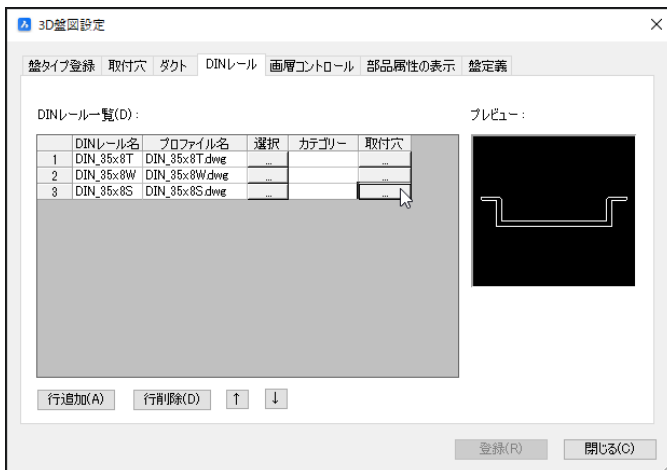 3D盤図設定
盤タイプ登録 取付穴 ダクト DINレール 画層コントロール 部品属性の表示 盤定義
DINレール一覧(D) : プレビュー :
DINレール名 プロファイル名 選択 カテゴリー 取付穴
1 DIN_35x8T DIN_35x8T.dwg ... ...
2 DIN_35x8W DIN_35x8W.dwg ... ...
3 DIN_35x8S DIN_35x8S.dwg ... ...
行追加(A) 行削除(D) ↑ ↓
登録(R) 閉じる(C)